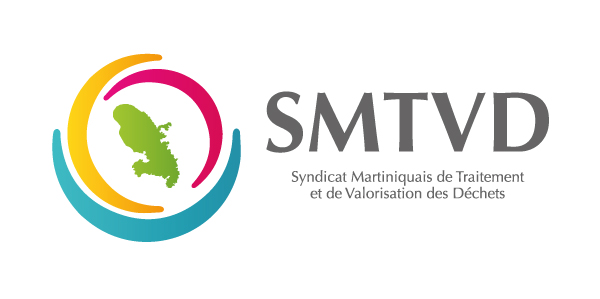 SMTVD
Syndicat Martiniquais de Traitement
et de Valorisation des Déchets